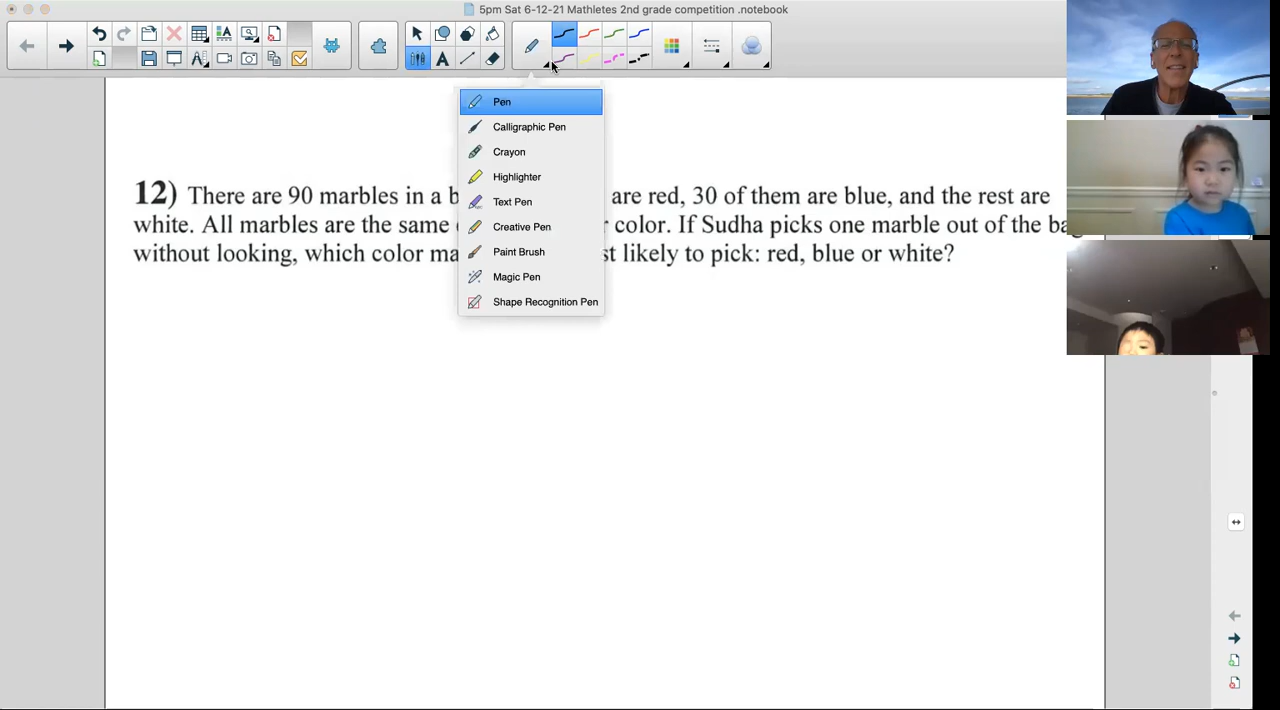 5pm Sat 6-12-21 Mathletes 2nd grade competition .notebook
Pen
Calligraphic Pen
Crayon
Highlighter
Text Pen
Creative Pen
Paint Brush
Magic Pen
Shape Recognition Pen
12) There are 90 marbles in a are red, 30 of them are blue, and the rest are
white. All marbles are the same color. If Sudha picks one marble out of the
without looking, which color likely to pick: red, blue or white?